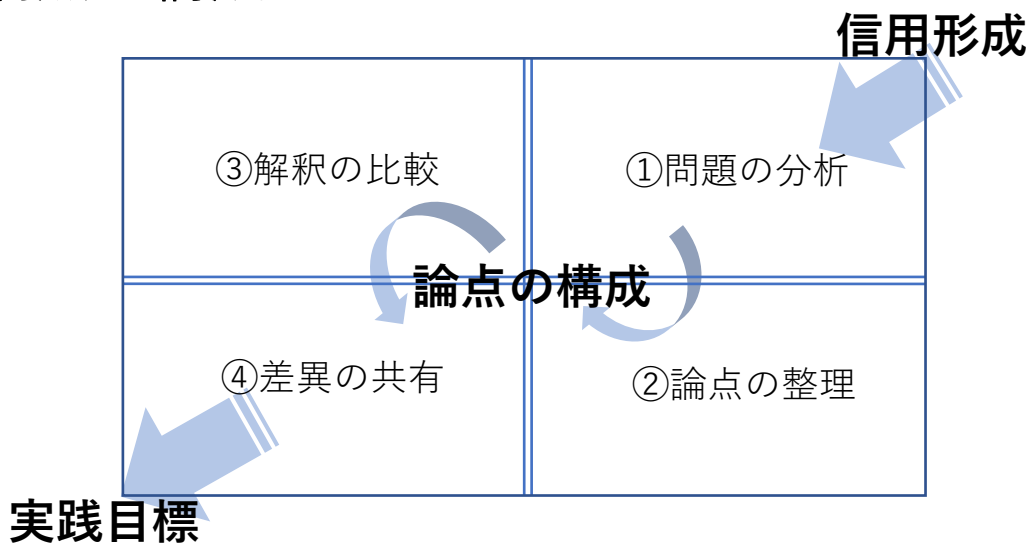 信用形成
③解釈の比較
①問題の分析
論点の構成
④差異の共有
②論点の整理
実践目標